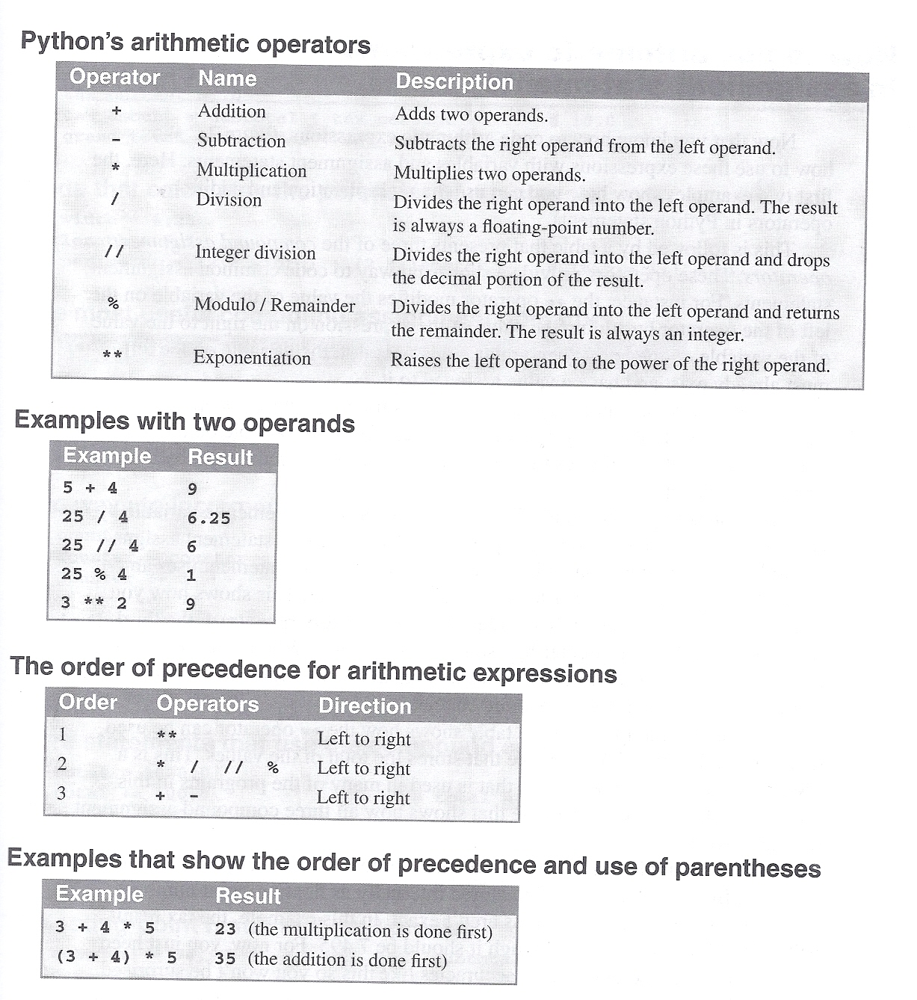 Python's arithmetic operators
Operator Name Description
+ Addition Adds two operands.
- Subtraction Subtracts the right operand from the left operand.
* Multiplication Multiplies two operands.
/ Division Divides the right operand into the left operand. The result
is always a floating-point number.
// Integer division Divides the right operand into the left operand and drops
the decimal portion of the result.
% Modulo / Remainder Divides the right operand into the left operand and returns
the remainder. The result is always an integer.
** Exponentiation Raises the left operand to the power of the right operand.
Examples with two operands
Example Result
5 + 4 9
25 / 4 6.25
25 // 4 6
25 % 4 1
3 ** 2 9
The order of precedence for arithmetic expressions
Order Operators Direction
1 ** Left to right
2 * / // % Left to right
3 + - Left to right
Examples that show the order of precedence and use of parentheses
Example Result
3 + 4 * 5 23 (the multiplication is done first)
(3 + 4) * 5 35 (the addition is done first)